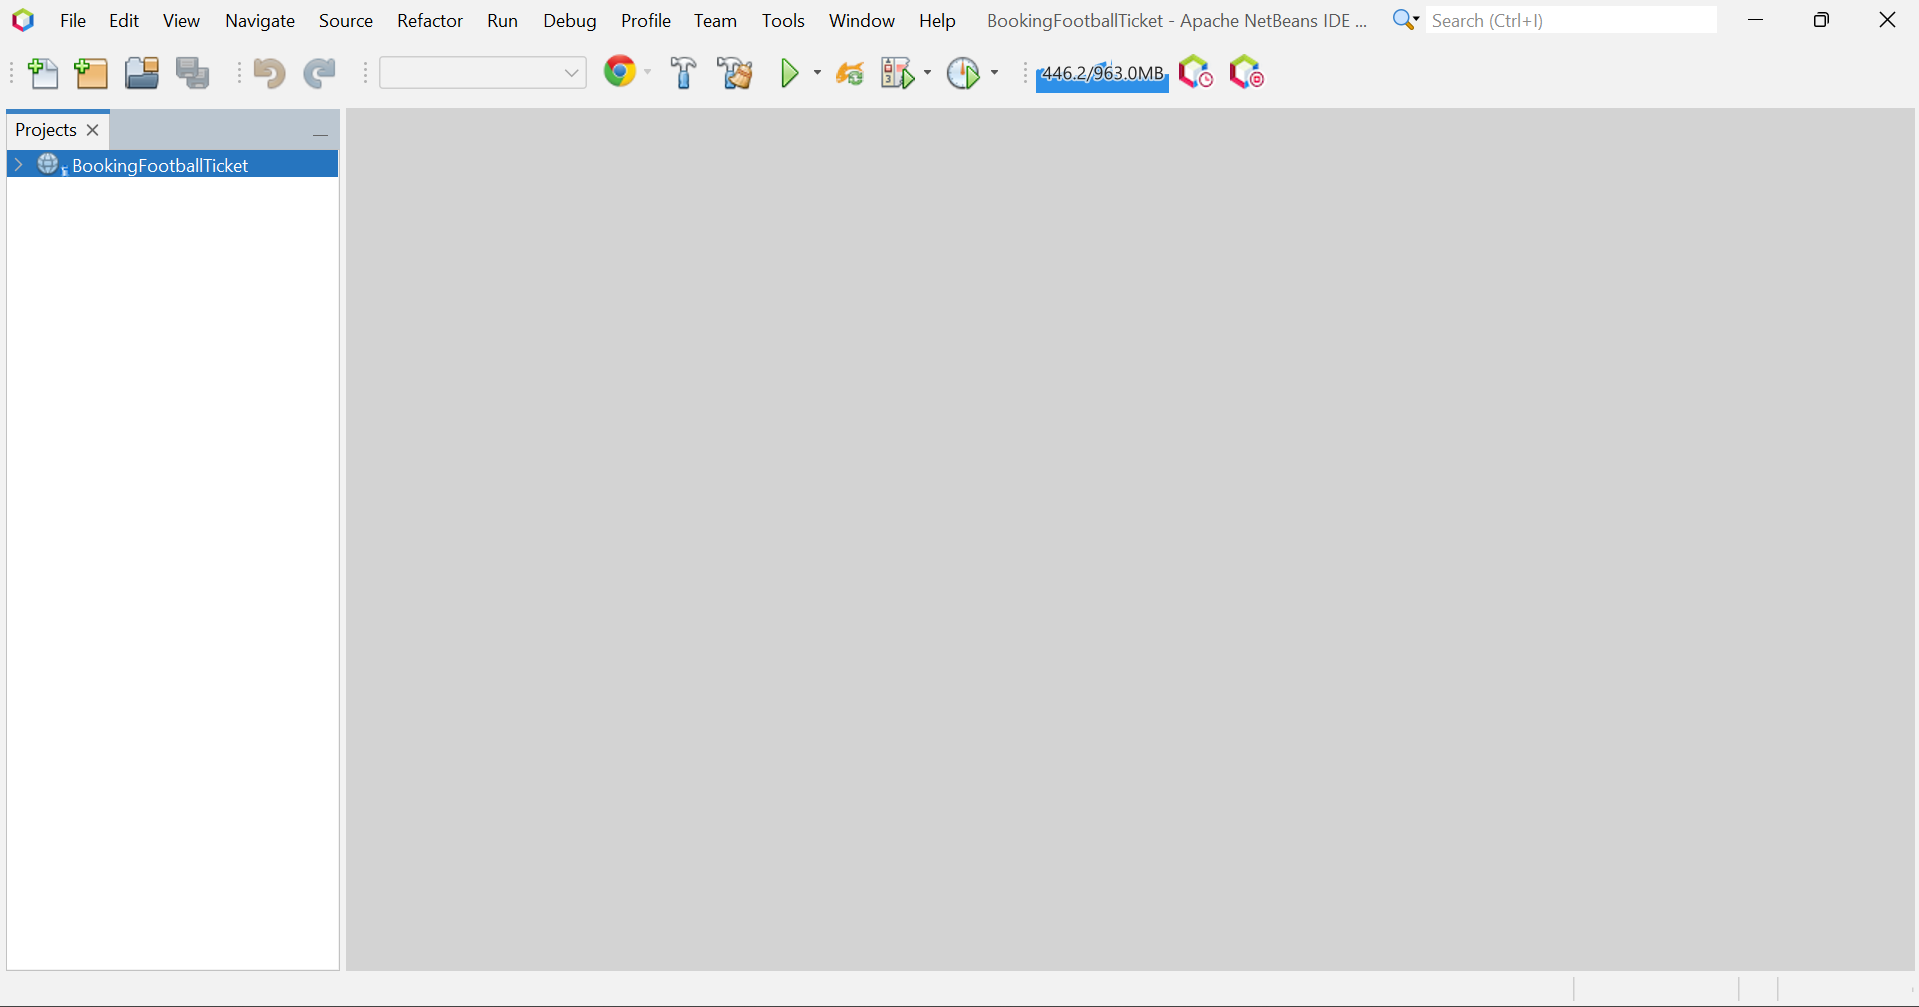 File Edit View Navigate Source Refactor Run Debug Profile Team Tools Window Help BookingFootballTicket - Apache NetBeans IDE ... Search (Ctrl+I)
446.2/963.0MB
Projects
BookingFootballTicket